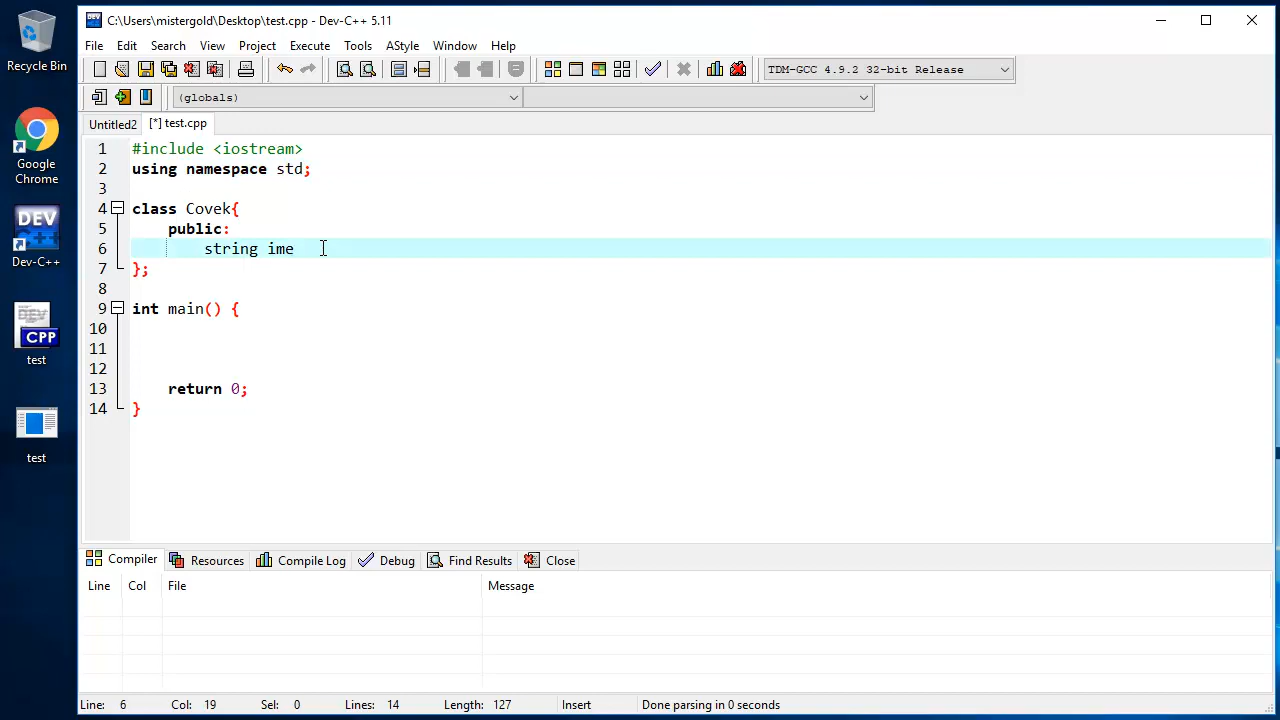 C:\Users\mistergold\Desktop\test.cpp - Dev-C++ 5.11
File Edit Search View Project Execute Tools AStyle Window Help
TDM-GCC 4.9.2 32-bit Release
(globals)
Untitled2 [*] test.cpp
1 #include <iostream>
2 using namespace std;
3
4 class Covek{
5 public:
6 string ime
7 };
8
9 int main() {
10
11
12
13 return 0;
14 }
Compiler Resources Compile Log Debug Find Results Close
Line Col File Message
Line: 6 Col: 19 Sel: 0 Lines: 14 Length: 127 Insert Done parsing in 0 seconds
Recycle Bin
Google
Chrome
DEV
Dev-C++
DEV
CPP
test
test